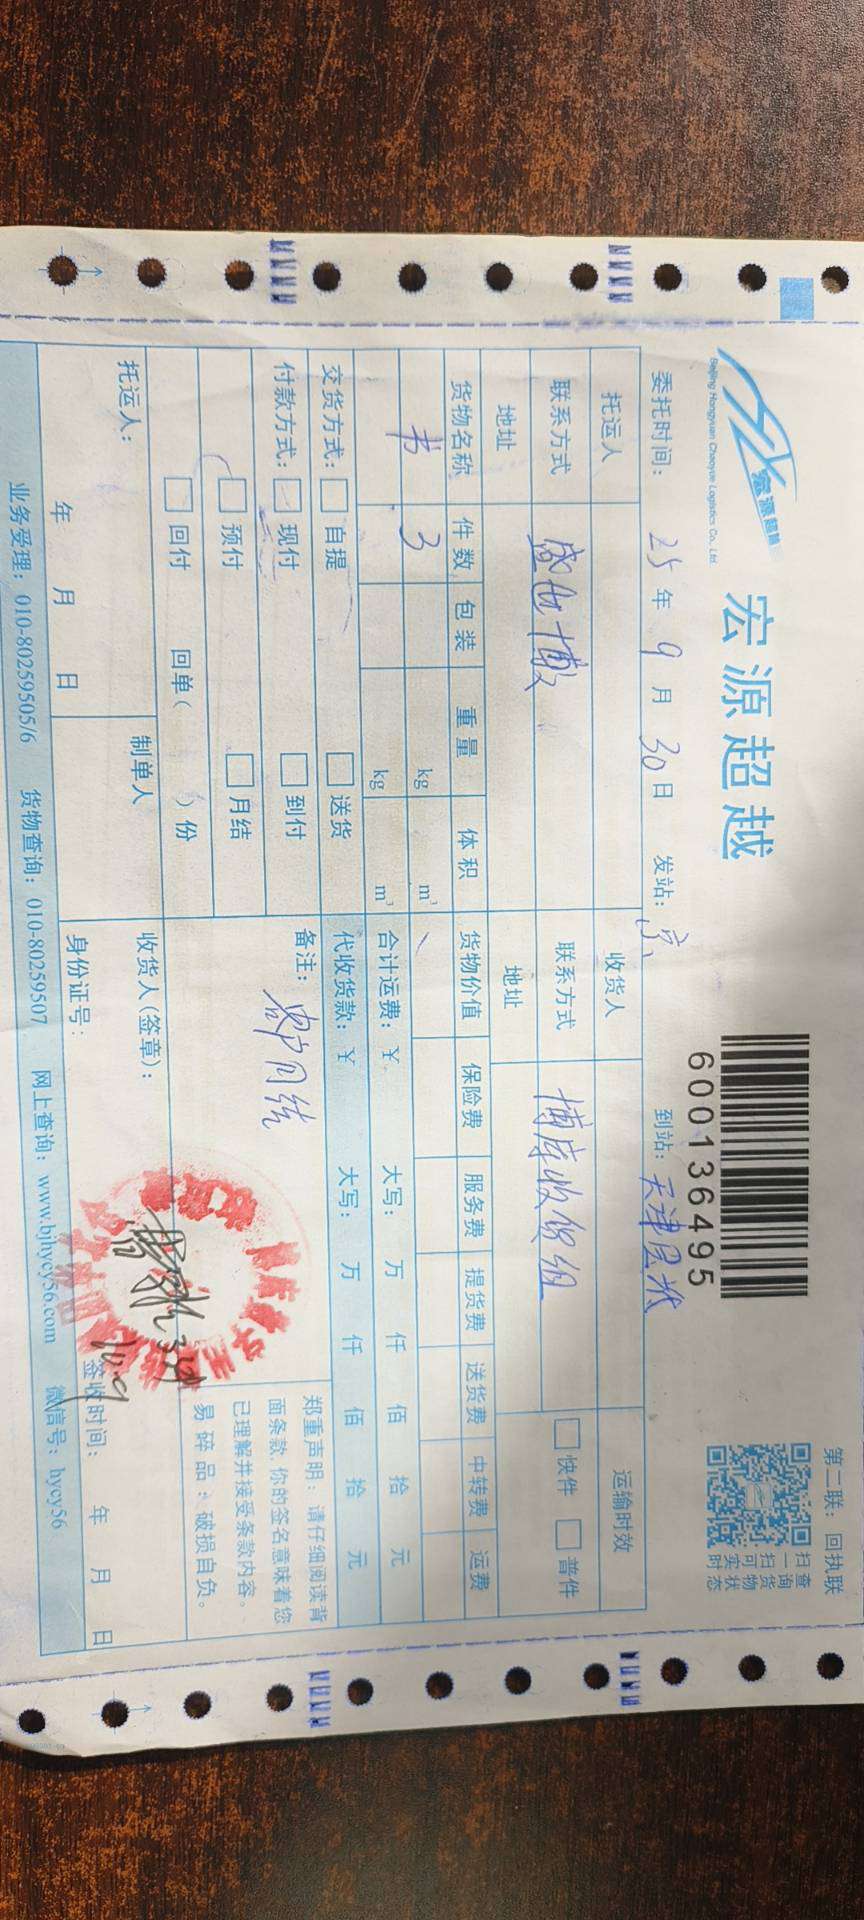 第二联：回执联
宏源超越
Beijing Hongyuan Chaoyue Logistics Co., Ltd.
宏源超越
600136495
扫一扫可实时
查询货物状态
委托时间： 25 年 9 月 30 日 发站：京 到站：天津
托运人 收货人 运输时效
联系方式 盛世博 联系方式 博库收货组 快件 普件
地址 地址
货物名称 件数 包装 重量 体积 货物价值 保险费 服务费 提货费 送货费 中转费 运费
书 3 kg m³
kg m³ 合计运费：￥ 大写： 万 仟 佰 拾 元
交货方式： 自提 送货 代收货款：￥ 大写： 万 仟 佰 拾 元
付款方式： 现付 到付 备注：
预付 月结 客户月结
回付 回单（ ）份
郑重声明：请仔细阅读背
面条款,你的签名意味着您
已理解并接受条款内容。
易碎品：破损自负。
托运人： 制单人 收货人（签章）：
年 月 日 身份证号： 签收时间： 年 月 日
10.9
业务受理：010-80259505/6 货物查询：010-80259507 网上查询：www.bjhycy56.com 微信号：hycy56